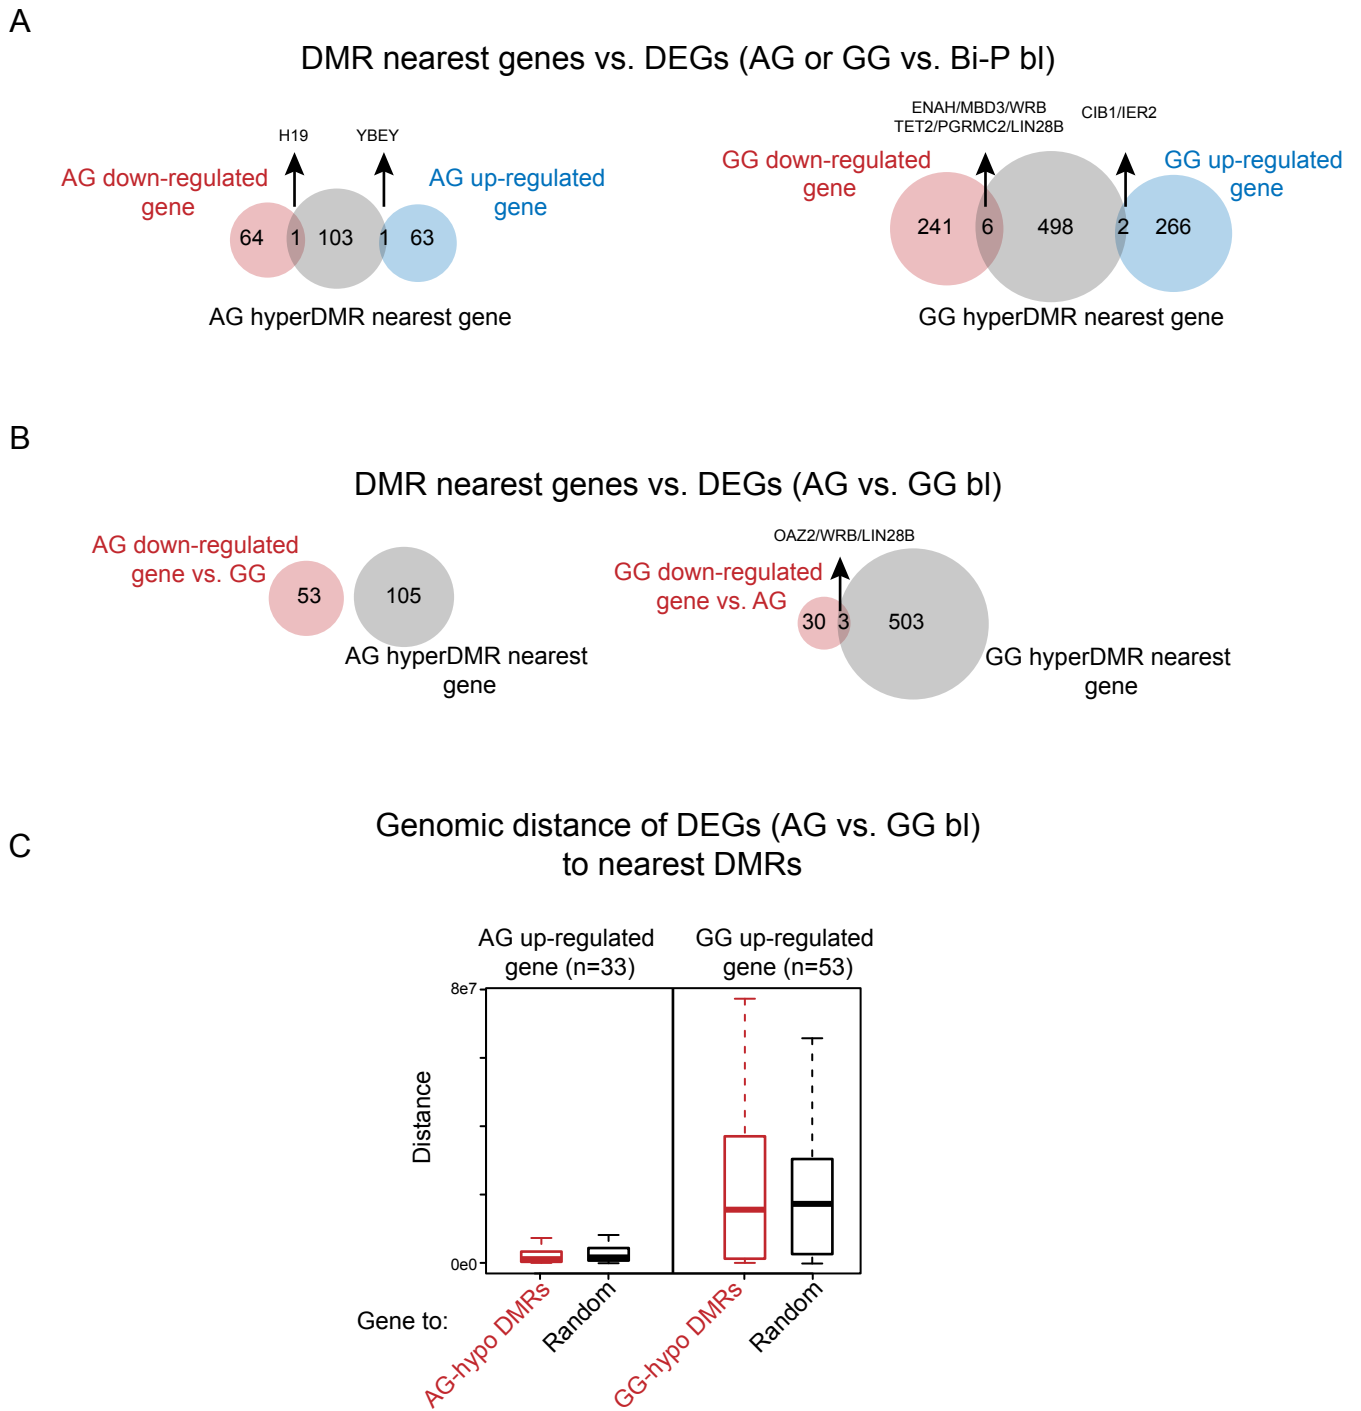 A
DMR nearest genes vs. DEGs (AG or GG vs. Bi-P bl)
H19
YBEY
AG down-regulated
gene
AG up-regulated
gene
64
1
103
1
63
AG hyperDMR nearest gene
ENAH/MBD3/WRB
TET2/PGRMC2/LIN28B
CIB1/IER2
GG down-regulated
gene
GG up-regulated
gene
241
6
498
2
266
GG hyperDMR nearest gene
B
DMR nearest genes vs. DEGs (AG vs. GG bl)
AG down-regulated
gene vs. GG
53
105
AG hyperDMR nearest
gene
OAZ2/WRB/LIN28B
GG down-regulated
gene vs. AG
30
3
503
GG hyperDMR nearest
gene
C
Genomic distance of DEGs (AG vs. GG bl)
to nearest DMRs
AG up-regulated
gene (n=33)
GG up-regulated
gene (n=53)
8e7
Distance
0e0
Gene to:
AG-hypo DMRs
Random
GG-hypo DMRs
Random